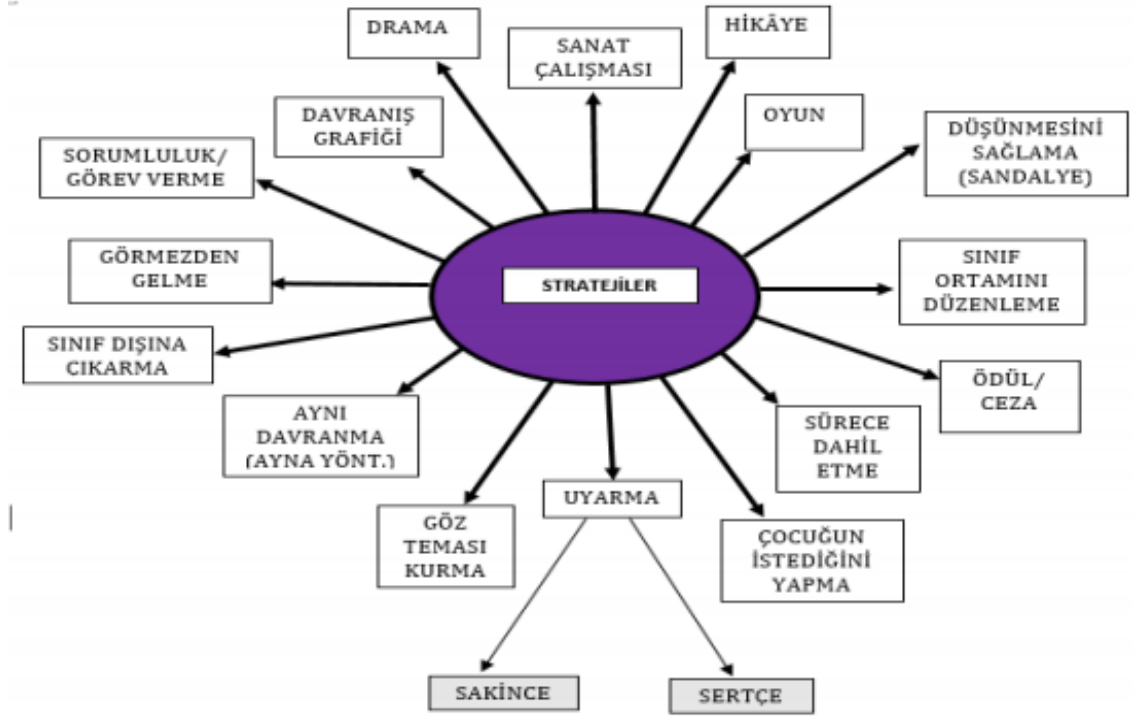 DRAMA
SANAT
ÇALIŞMASI
HİKÂYE
DAVRANIŞ
GRAFİĞİ
OYUN
DÜŞÜNMESİNİ
SAĞLAMA
(SANDALYE)
SORUMLULUK/
GÖREV VERME
GÖRMEZDEN
GELME
STRATEJİLER
SINIF
ORTAMINI
DÜZENLEME
SINIF DIŞINA
CIKARMA
ÖDÜL/
CEZA
AYNI
DAVRANMA
(AYNA YÖNT.)
SÜRECE
DAHİL
ETME
GÖZ
TEMASI
KURMA
UYARMA
ÇOCUĞUN
İSTEDİĞİNİ
YAPMA
SAKİNCE
SERTÇE